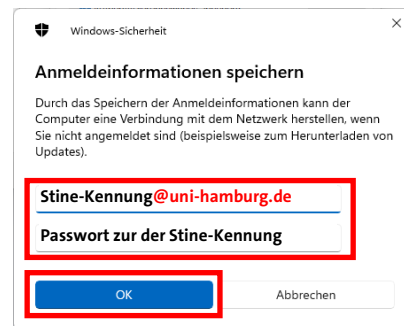 Windows-Sicherheit
Anmeldeinformationen speichern
Durch das Speichern der Anmeldeinformationen kann der
Computer eine Verbindung mit dem Netzwerk herstellen, wenn
Sie nicht angemeldet sind (beispielsweise zum Herunterladen von
Updates).
Stine-Kennung@uni-hamburg.de
Passwort zur der Stine-Kennung
OK
Abbrechen